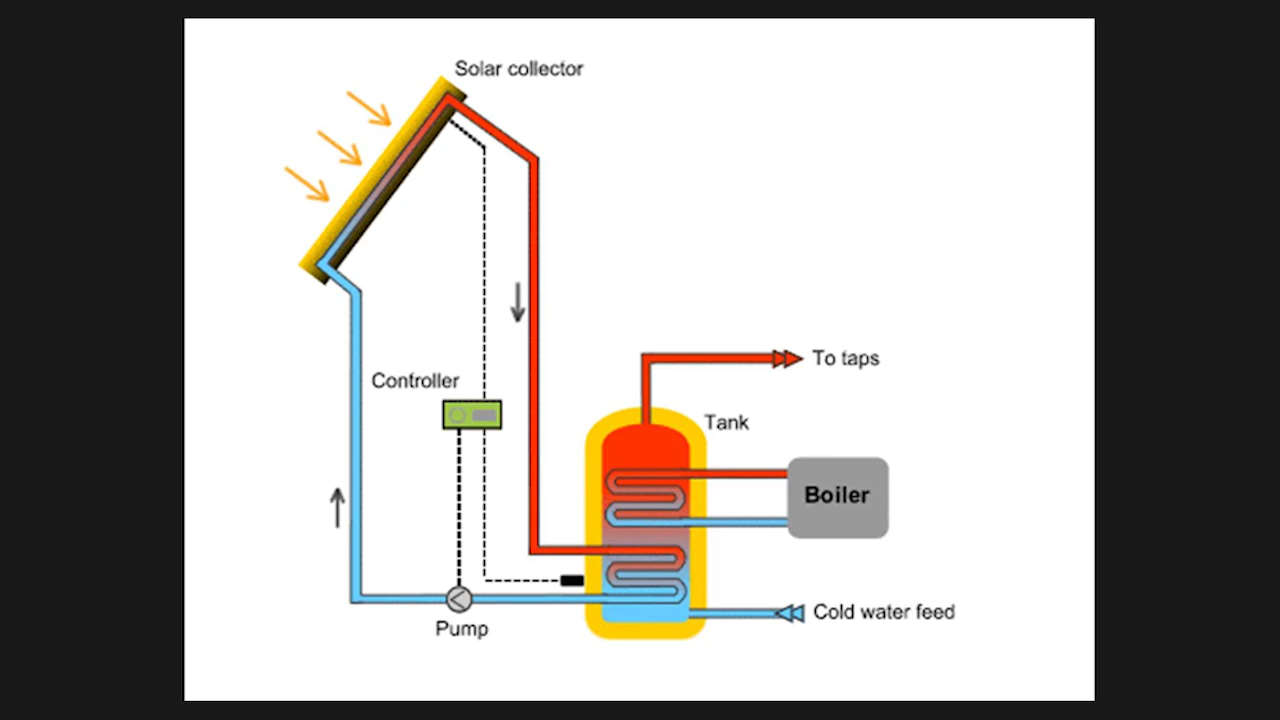 Solar collector
To taps
Controller
Tank
Boiler
Cold water feed
Pump